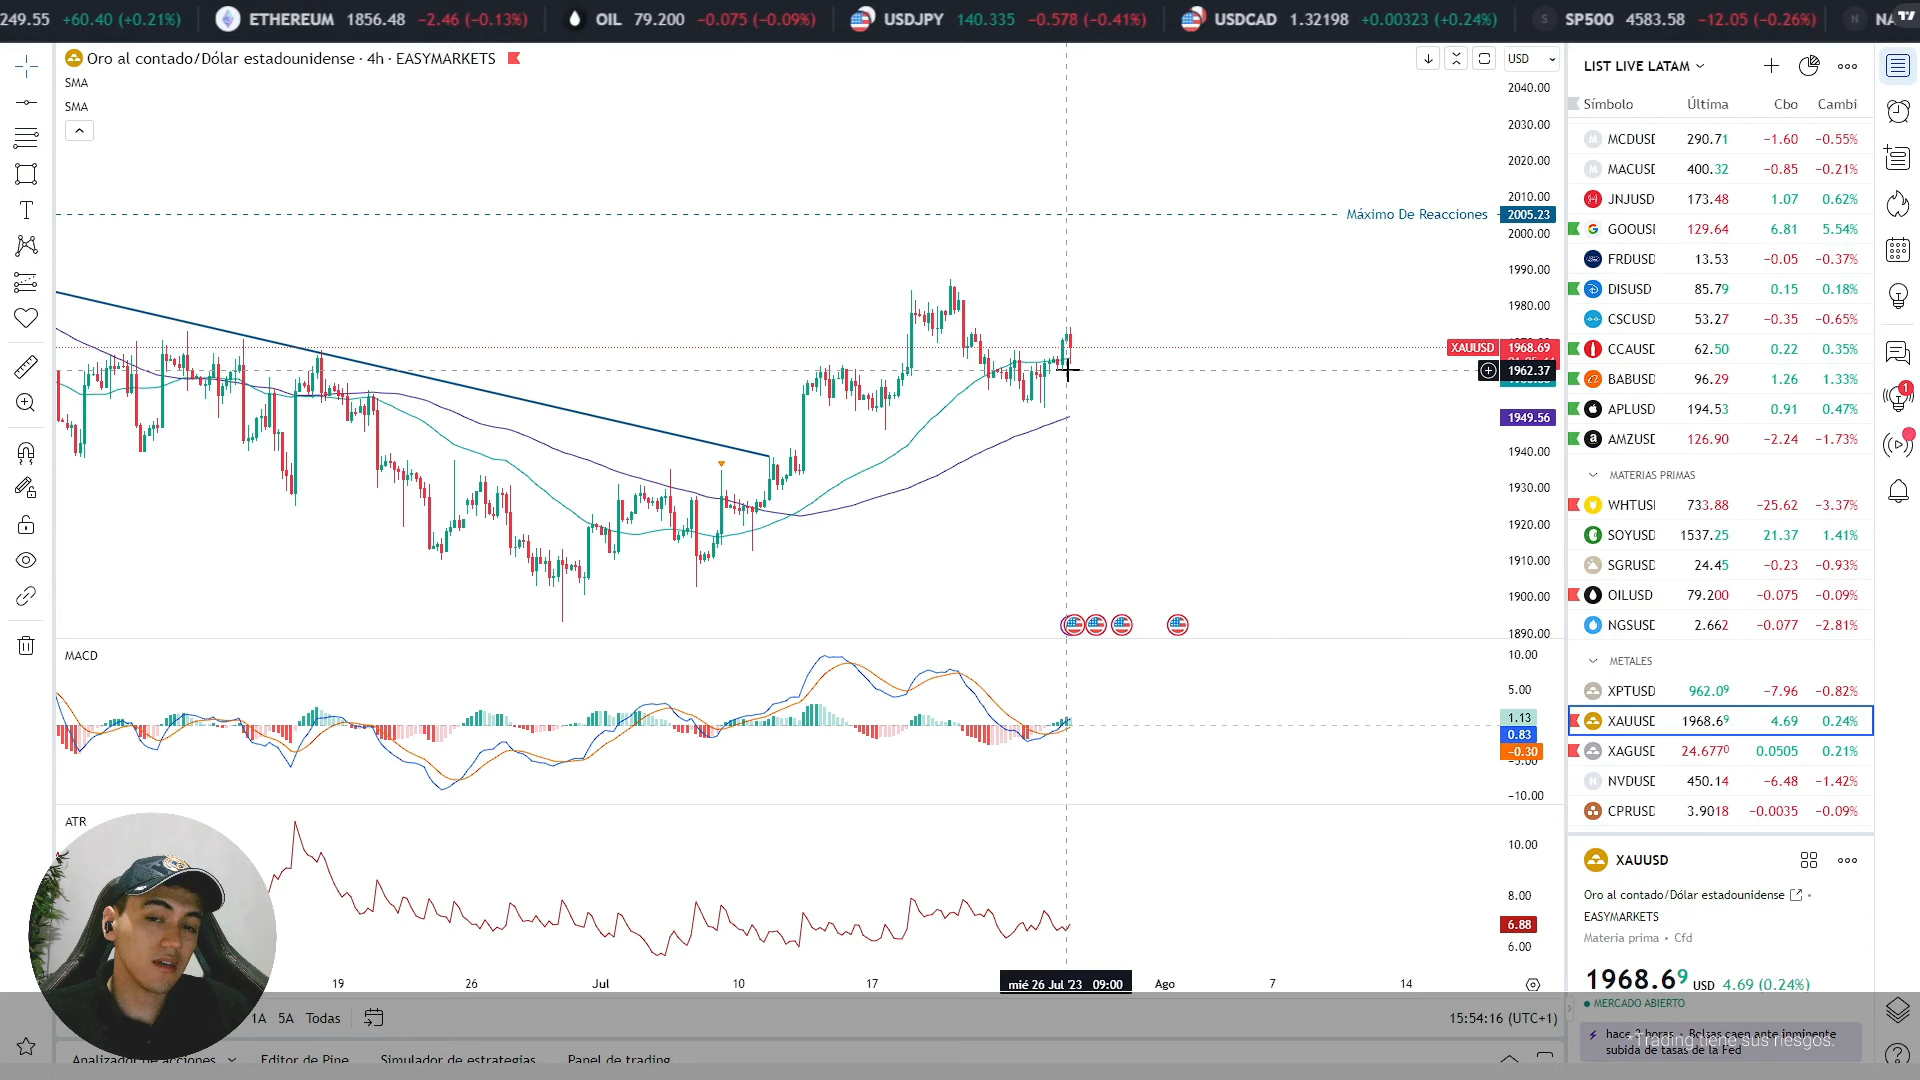 249.55 +60.40 (+0.21%) ETHEREUM 1856.48 −2.46 (−0.13%) OIL 79.200 −0.075 (−0.09%) USDJPY 140.335 −0.578 (−0.41%) USDCAD 1.32198 +0.00323 (+0.24%) S SP500 4583.58 −12.05 (−0.26%) N
Oro al contado/Dólar estadounidense · 4h · EASYMARKETS
USD
SMA
SMA
2040.00
2030.00
2020.00
2010.00
Máximo De Reacciones 2005.23
2000.00
1990.00
1980.00
XAUUSD 1968.69
1962.37
1949.56
1940.00
1930.00
1920.00
1910.00
1900.00
1890.00
MACD
10.00
5.00
1.13
0.83
−0.30
−5.00
−10.00
ATR
10.00
8.00
6.88
6.00
19 26 Jul 10 17 mié 26 Jul '23 09:00 Ago 7 14
1A 5A Todas
15:54:16 (UTC+1)
Analizador de acciones Editor de Pine Simulador de estrategias Panel de trading
LIST LIVE LATAM
Símbolo Última Cbo Cambi
M MCDUSD 290.71 −1.60 −0.55%
M MACUSD 400.32 −0.85 −0.21%
JNJUSD 173.48 1.07 0.62%
G GOOUSD 129.64 6.81 5.54%
FRDUSD 13.53 −0.05 −0.37%
DISUSD 85.79 0.15 0.18%
CSCUSD 53.27 −0.35 −0.65%
CCAUSD 62.50 0.22 0.35%
BABUSD 96.29 1.26 1.33%
APLUSD 194.53 0.91 0.47%
a AMZUSD 126.90 −2.24 −1.73%
MATERIAS PRIMAS
WHTUSD 733.88 −25.62 −3.37%
SOYUSD 1537.25 21.37 1.41%
SGRUSD 24.45 −0.23 −0.93%
OILUSD 79.200 −0.075 −0.09%
NGSUSD 2.662 −0.077 −2.81%
METALES
XPTUSD 962.09 −7.96 −0.82%
XAUUSD 1968.69 4.69 0.24%
XAGUSD 24.6770 0.0505 0.21%
N NVDUSD 450.14 −6.48 −1.42%
CPRUSD 3.9018 −0.0035 −0.09%
XAUUSD
Oro al contado/Dólar estadounidense
EASYMARKETS
Materia prima • Cfd
1968.69 USD 4.69 (0.24%)
MERCADO ABIERTO
horas · Bolsas caen ante inminente
subida de tasas de la Fed
*Trading tiene sus riesgos.
1